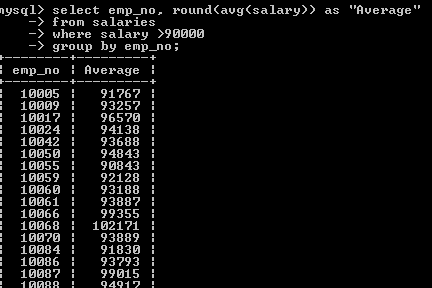 mysql> select emp_no, round(avg(salary)) as "Average"
-> from salaries
-> where salary >90000
-> group by emp_no;
+--------+---------+
| emp_no | Average |
+--------+---------+
| 10005 | 91767 |
| 10009 | 93257 |
| 10017 | 96570 |
| 10024 | 94138 |
| 10042 | 93688 |
| 10050 | 94843 |
| 10055 | 90843 |
| 10059 | 92128 |
| 10060 | 93188 |
| 10061 | 93887 |
| 10066 | 99355 |
| 10068 | 102171 |
| 10070 | 93889 |
| 10084 | 91830 |
| 10086 | 93793 |
| 10087 | 99015 |
| 10088 | 94917 |